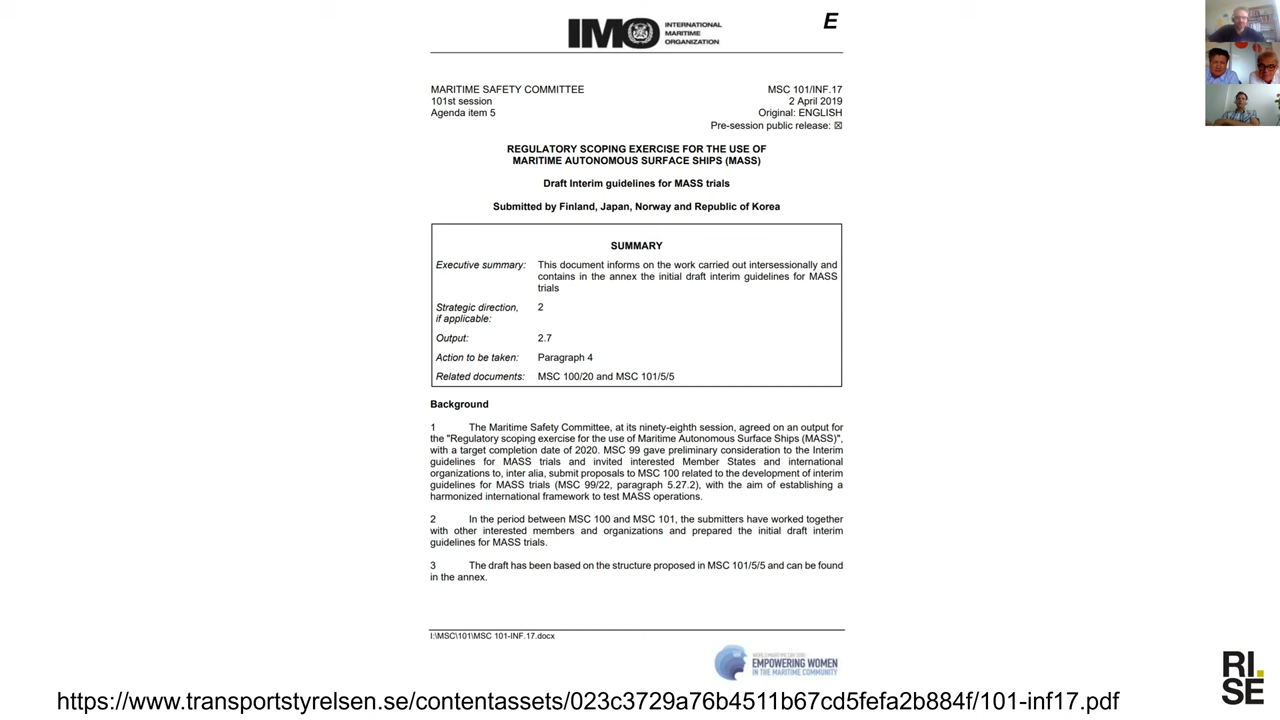 IMO
INTERNATIONAL
MARITIME
ORGANIZATION
E
MARITIME SAFETY COMMITTEE
101st session
Agenda item 5
MSC 101/INF.17
2 April 2019
Original: ENGLISH
Pre-session public release: ☒
REGULATORY SCOPING EXERCISE FOR THE USE OF
MARITIME AUTONOMOUS SURFACE SHIPS (MASS)
Draft Interim guidelines for MASS trials
Submitted by Finland, Japan, Norway and Republic of Korea
SUMMARY
Executive summary: This document informs on the work carried out intersessionally and
contains in the annex the initial draft interim guidelines for MASS
trials
Strategic direction, 2
if applicable:
Output: 2.7
Action to be taken: Paragraph 4
Related documents: MSC 100/20 and MSC 101/5/5
Background
1 The Maritime Safety Committee, at its ninety-eighth session, agreed on an output for
the "Regulatory scoping exercise for the use of Maritime Autonomous Surface Ships (MASS)",
with a target completion date of 2020. MSC 99 gave preliminary consideration to the Interim
guidelines for MASS trials and invited interested Member States and international
organizations to, inter alia, submit proposals to MSC 100 related to the development of interim
guidelines for MASS trials (MSC 99/22, paragraph 5.27.2), with the aim of establishing a
harmonized international framework to test MASS operations.
2 In the period between MSC 100 and MSC 101, the submitters have worked together
with other interested members and organizations and prepared the initial draft interim
guidelines for MASS trials.
3 The draft has been based on the structure proposed in MSC 101/5/5 and can be found
in the annex.
I:\MSC\101\MSC 101-INF.17.docx
WORLD MARITIME DAY 2019
EMPOWERING WOMEN
IN THE MARITIME COMMUNITY
https://www.transportstyrelsen.se/contentassets/023c3729a76b4511b67cd5fefa2b884f/101-inf17.pdf
RI.
SE